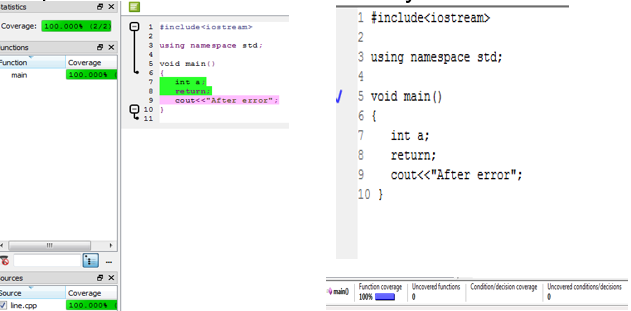 tatistics
Coverage: 100.000% (2/2)
unctions
Function Coverage
main 100.000% (
ources
Source Coverage
line.cpp 100.000% (
1 #include<iostream>
2
3 using namespace std;
4
5 void main()
6 {
7 int a;
8 return;
9 cout<<"After error";
10 }
11
1 #include<iostream>
2
3 using namespace std;
4
5 void main()
6 {
7 int a;
8 return;
9 cout<<"After error";
10 }
main() Function coverage Uncovered functions Condition/decision coverage Uncovered conditions/decisions
100% 0 0